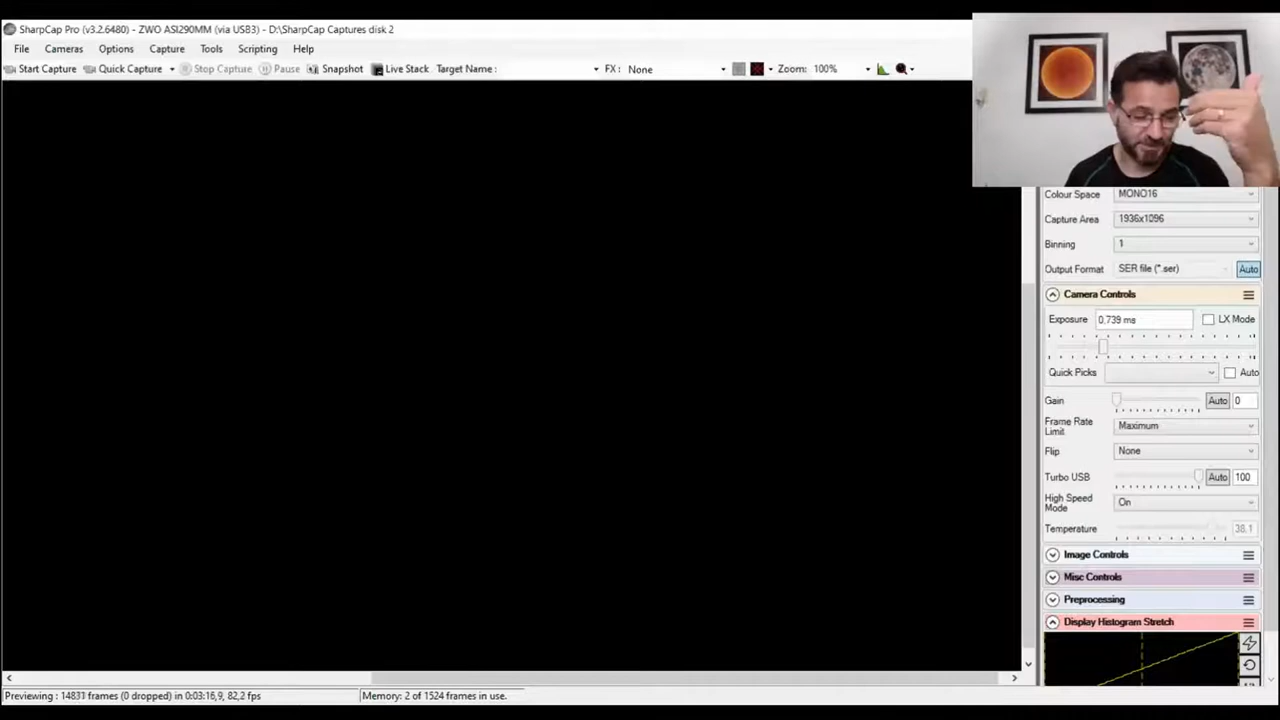 SharpCap Pro (v3.2.6480) - ZWO ASI290MM (via USB3) - D:\SharpCap Captures disk 2
File Cameras Options Capture Tools Scripting Help
Start Capture Quick Capture Stop Capture Pause Snapshot Live Stack Target Name : FX : None Zoom: 100%
Colour Space MONO16
Capture Area 1936x1096
Binning 1
Output Format SER file (*.ser) Auto
Camera Controls
Exposure 0,739 ms LX Mode
Quick Picks Auto
Gain Auto 0
Frame Rate
Limit Maximum
Flip None
Turbo USB Auto 100
High Speed
Mode On
Temperature 38,1
Image Controls
Misc Controls
Preprocessing
Display Histogram Stretch
Previewing : 14831 frames (0 dropped) in 0:03:16,9, 82,2 fps Memory: 2 of 1524 frames in use.